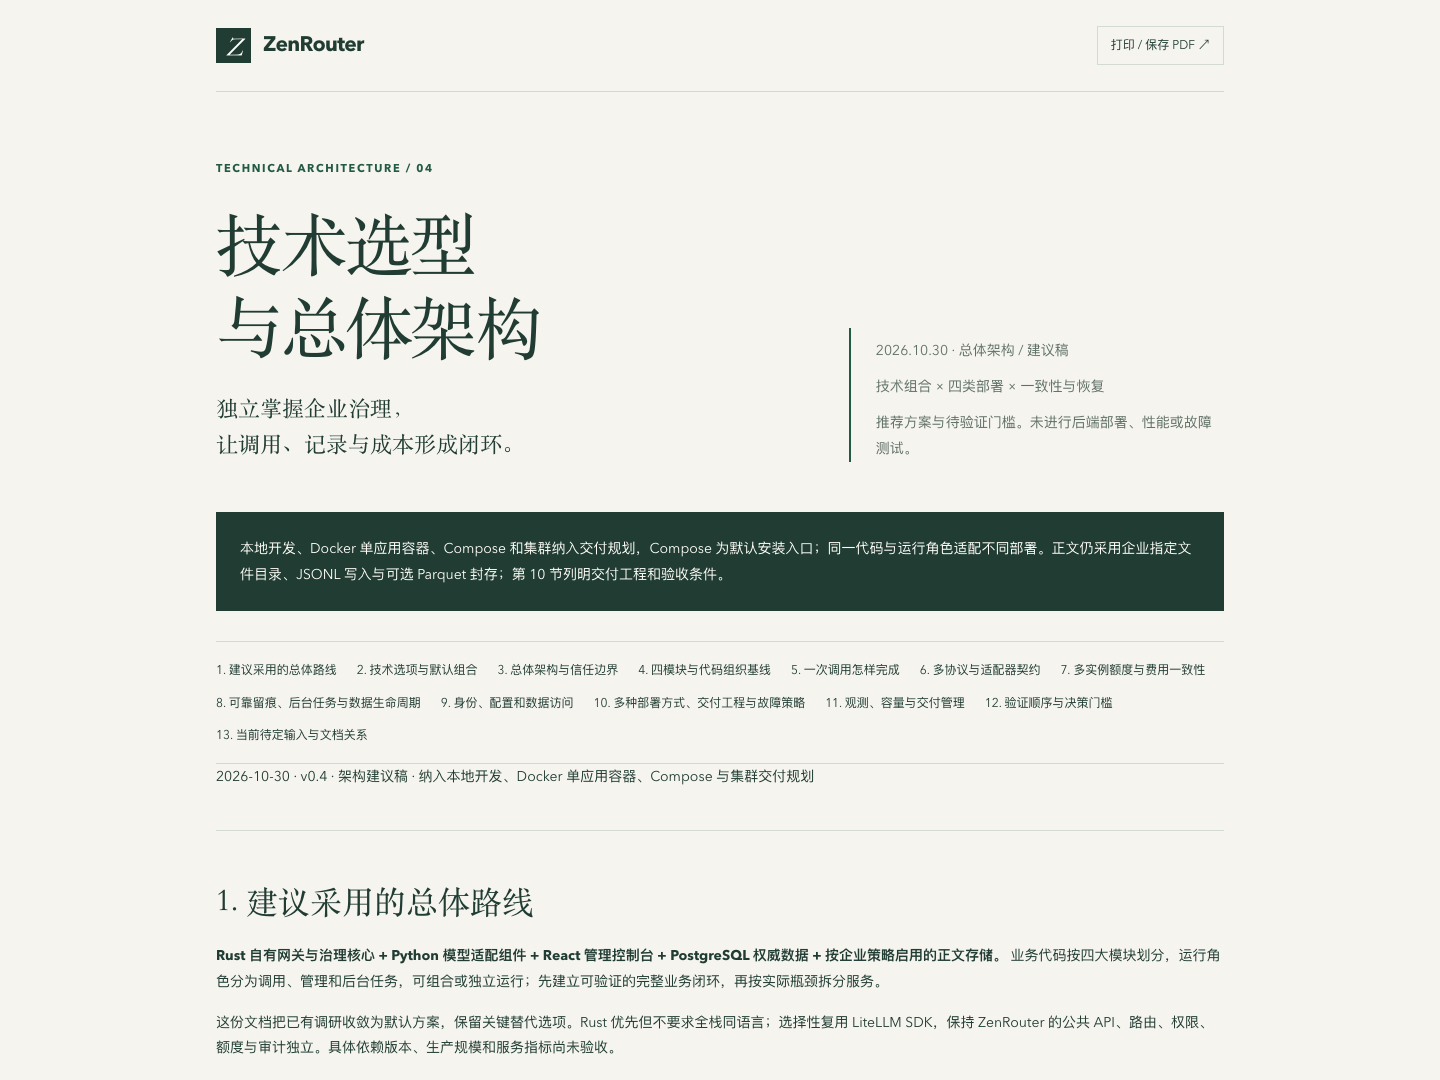 Z ZenRouter
打印 / 保存 PDF ↗
TECHNICAL ARCHITECTURE / 04
技术选型
与总体架构
独立掌握企业治理，
让调用、记录与成本形成闭环。
2026.10.30 · 总体架构 / 建议稿
技术组合 × 四类部署 × 一致性与恢复
推荐方案与待验证门槛。未进行后端部署、性能或故障
测试。
本地开发、Docker 单应用容器、Compose 和集群纳入交付规划，Compose 为默认安装入口；同一代码与运行角色适配不同部署。正文仍采用企业指定文
件目录、JSONL 写入与可选 Parquet 封存；第 10 节列明交付工程和验收条件。
1. 建议采用的总体路线 2. 技术选项与默认组合 3. 总体架构与信任边界 4. 四模块与代码组织基线 5. 一次调用怎样完成 6. 多协议与适配器契约 7. 多实例额度与费用一致性
8. 可靠留痕、后台任务与数据生命周期 9. 身份、配置和数据访问 10. 多种部署方式、交付工程与故障策略 11. 观测、容量与交付管理 12. 验证顺序与决策门槛
13. 当前待定输入与文档关系
2026-10-30 · v0.4 · 架构建议稿 · 纳入本地开发、Docker 单应用容器、Compose 与集群交付规划
1. 建议采用的总体路线
Rust 自有网关与治理核心 + Python 模型适配组件 + React 管理控制台 + PostgreSQL 权威数据 + 按企业策略启用的正文存储。 业务代码按四大模块划分，运行角
色分为调用、管理和后台任务，可组合或独立运行；先建立可验证的完整业务闭环，再按实际瓶颈拆分服务。
这份文档把已有调研收敛为默认方案，保留关键替代选项。Rust 优先但不要求全栈同语言；选择性复用 LiteLLM SDK，保持 ZenRouter 的公共 API、路由、权限、
额度与审计独立。具体依赖版本、生产规模和服务指标尚未验收。